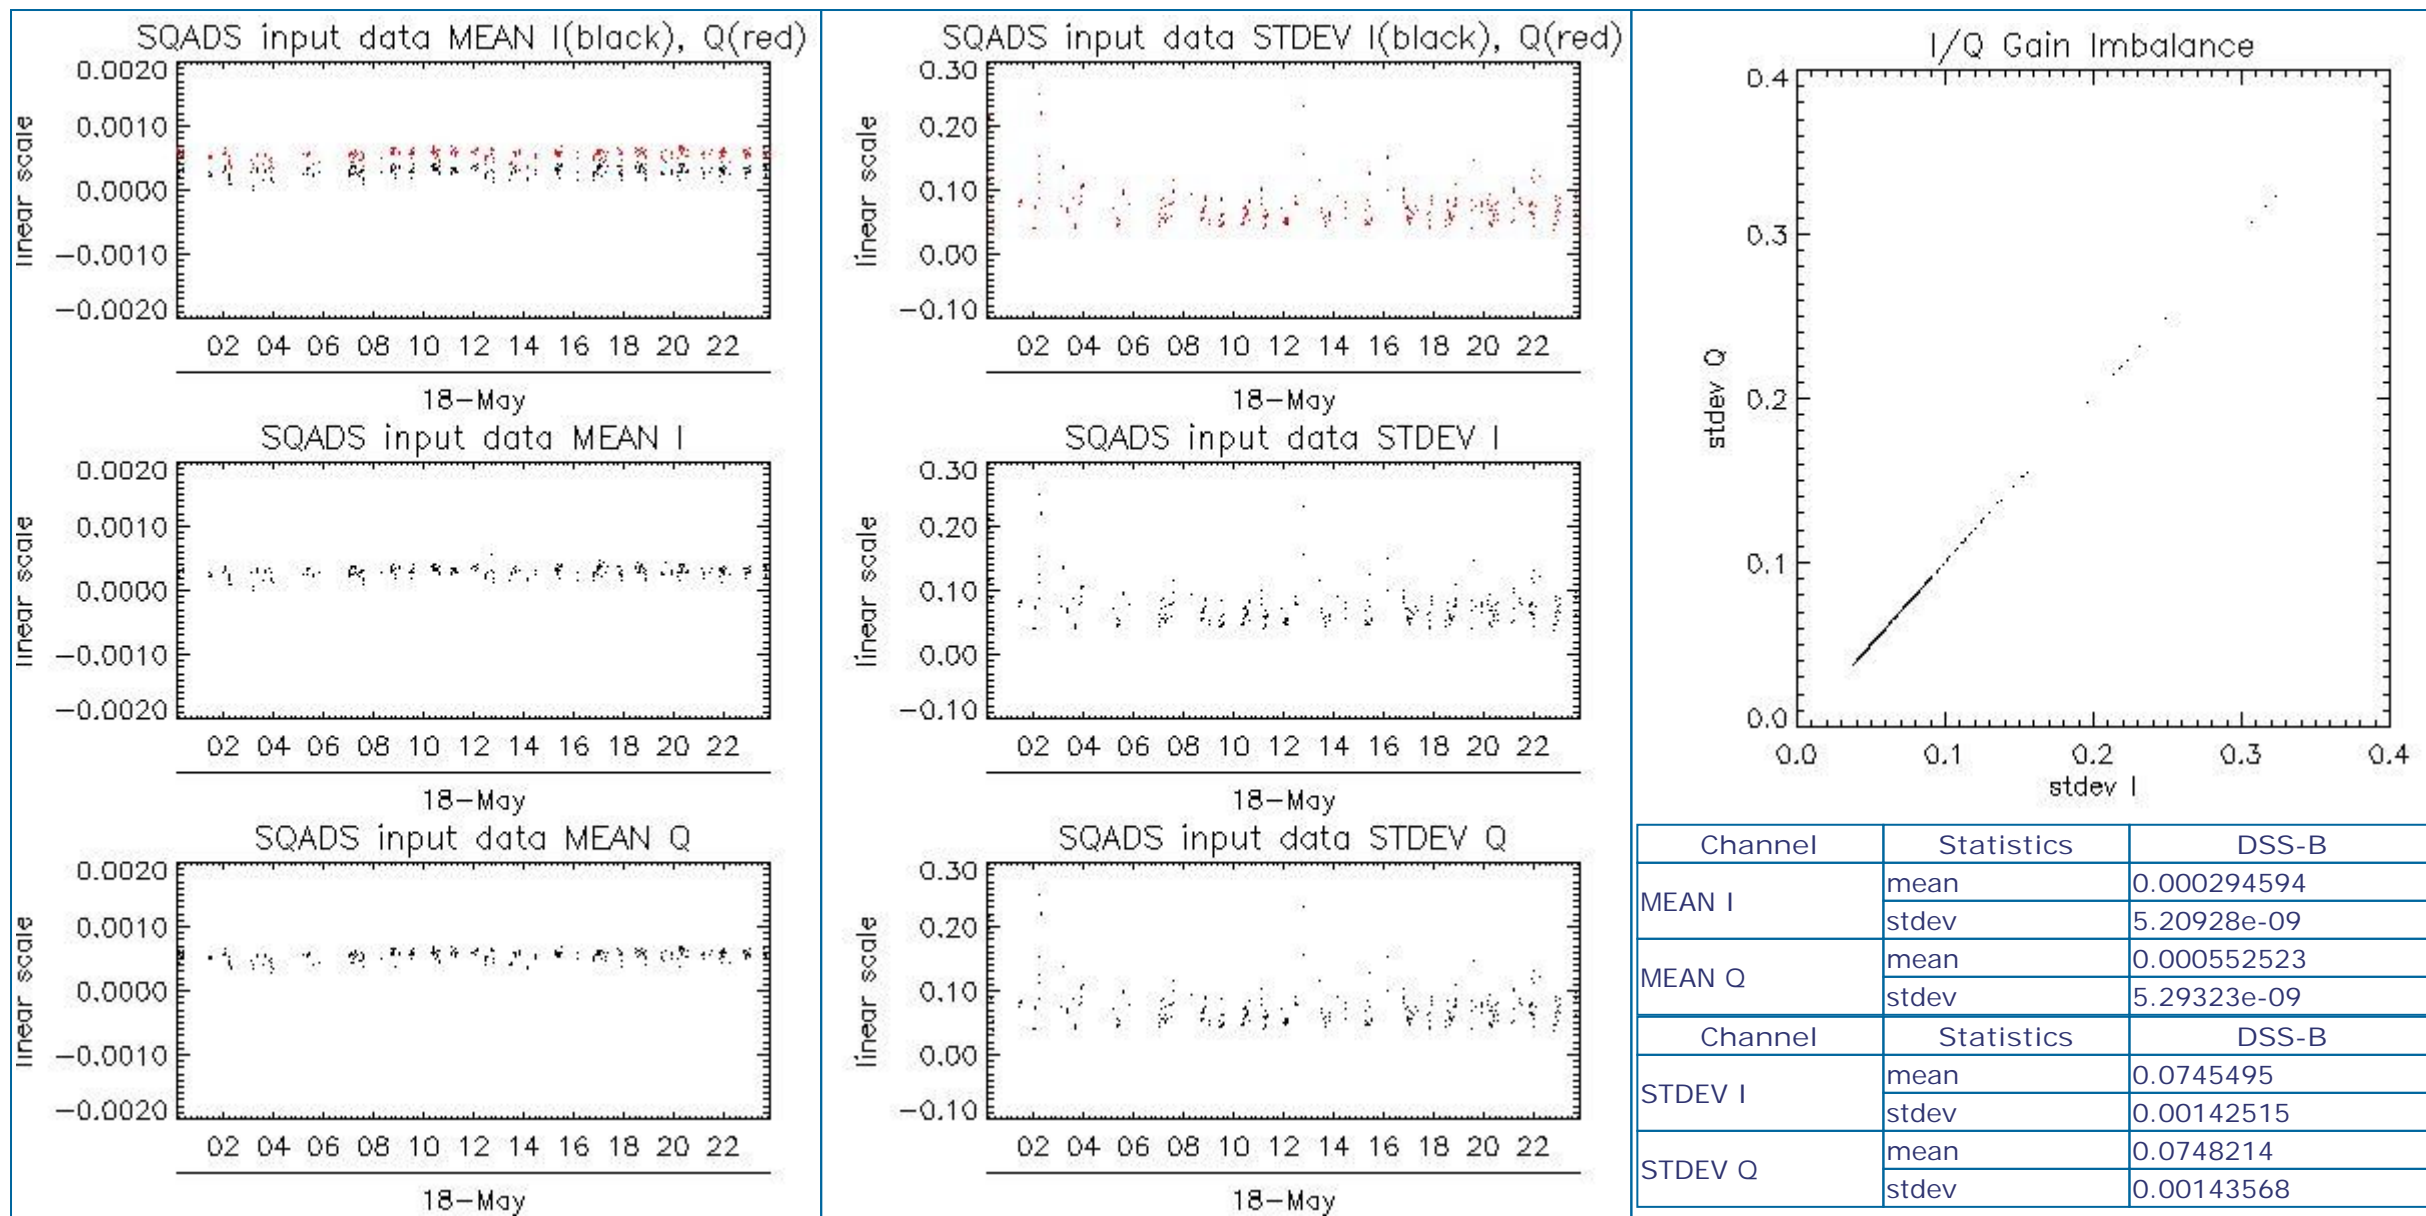 SQADS input data MEAN I(black), Q(red)
linear scale
0.0020
0.0010
0.0000
−0.0010
−0.0020
02 04 06 08 10 12 14 16 18 20 22
18−May
SQADS input data MEAN I
linear scale
0.0020
0.0010
0.0000
−0.0010
−0.0020
02 04 06 08 10 12 14 16 18 20 22
18−May
SQADS input data MEAN Q
linear scale
0.0020
0.0010
0.0000
−0.0010
−0.0020
02 04 06 08 10 12 14 16 18 20 22
18−May
SQADS input data STDEV I(black), Q(red)
linear scale
0.30
0.20
0.10
0.00
−0.10
02 04 06 08 10 12 14 16 18 20 22
18−May
SQADS input data STDEV I
linear scale
0.30
0.20
0.10
0.00
−0.10
02 04 06 08 10 12 14 16 18 20 22
18−May
SQADS input data STDEV Q
linear scale
0.30
0.20
0.10
0.00
−0.10
02 04 06 08 10 12 14 16 18 20 22
18−May
I/Q Gain Imbalance
stdev Q
0.4
0.3
0.2
0.1
0.0
0.0 0.1 0.2 0.3 0.4
stdev I
Channel Statistics DSS-B
MEAN I mean 0.000294594
stdev 5.20928e-09
MEAN Q mean 0.000552523
stdev 5.29323e-09
Channel Statistics DSS-B
STDEV I mean 0.0745495
stdev 0.00142515
STDEV Q mean 0.0748214
stdev 0.00143568